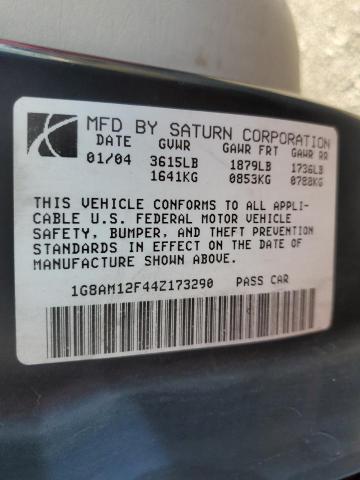 MFD BY SATURN CORPORATION
DATE GVWR GAWR FRT GAWR RR
01/04 3615LB 1879LB 1736LB
1641KG 0853KG 0788KG
THIS VEHICLE CONFORMS TO ALL APPLI-
CABLE U.S. FEDERAL MOTOR VEHICLE
SAFETY, BUMPER, AND THEFT PREVENTION
STANDARDS IN EFFECT ON THE DATE OF
MANUFACTURE SHOWN ABOVE.
1G8AM12F44Z173290 PASS CAR